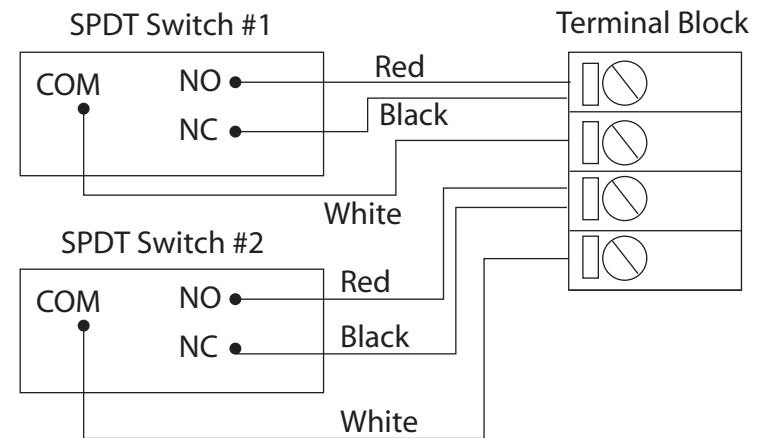 SPDT Switch #1
Terminal Block
COM
NO
Red
NC
Black
White
SPDT Switch #2
COM
NO
Red
NC
Black
White